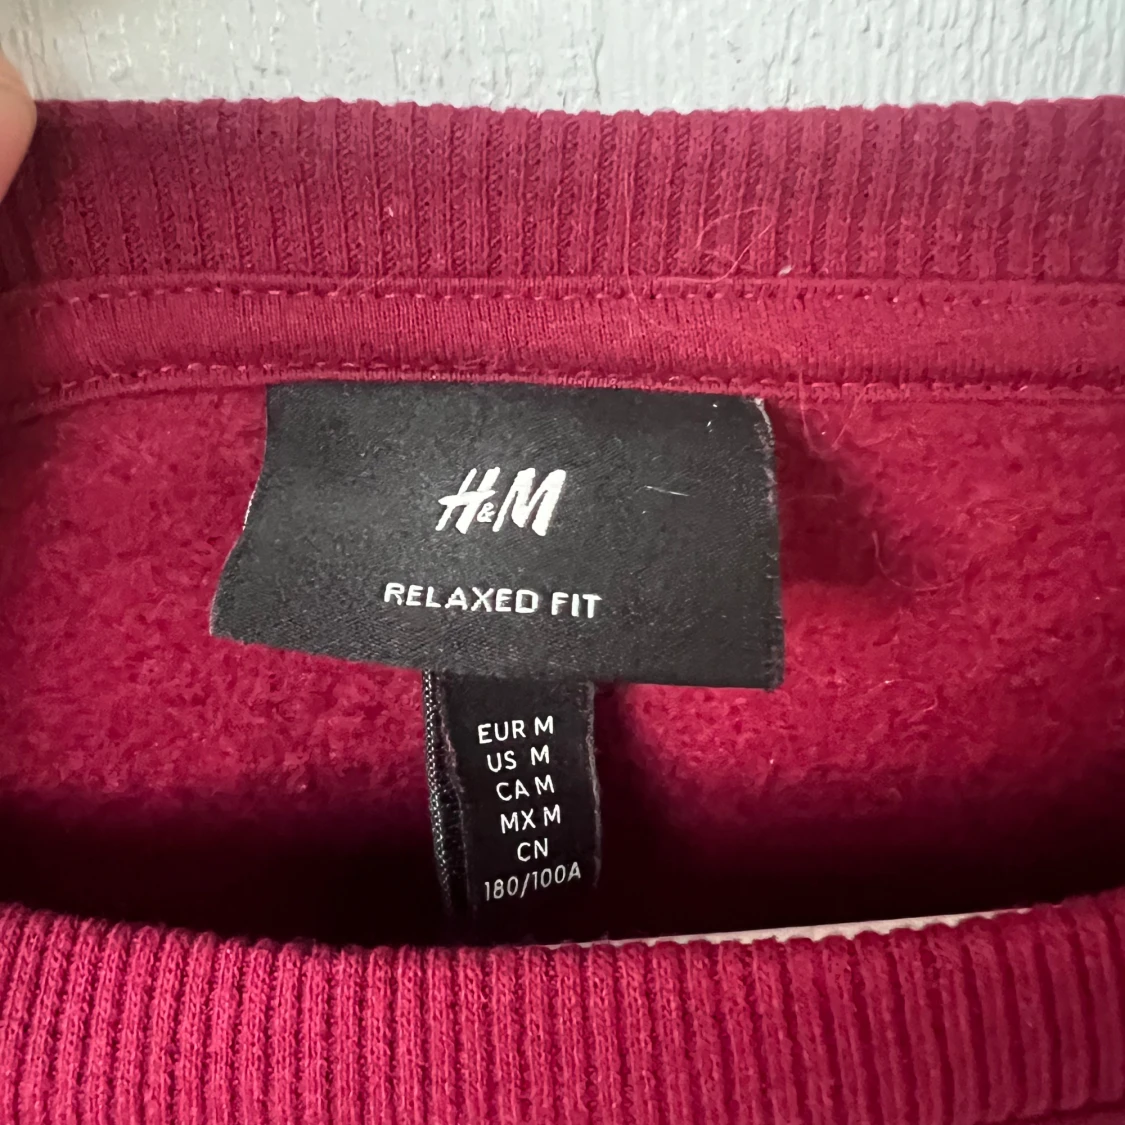 H&M
RELAXED FIT
EUR M
US M
CA M
MX M
CN
180/100A